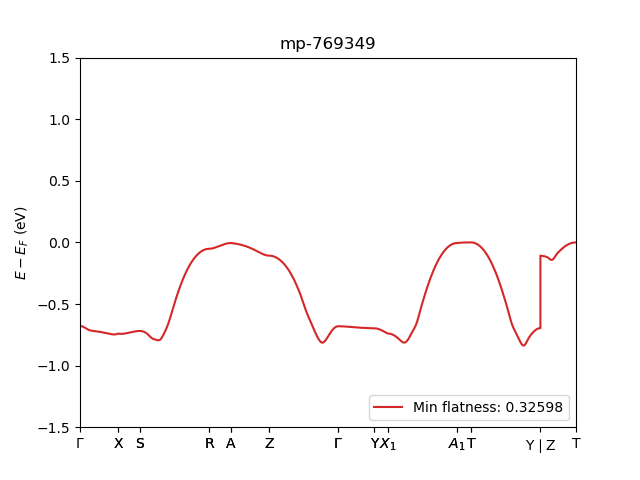 mp-769349
E − E_F (eV)
1.5
1.0
0.5
0.0
−0.5
−1.0
−1.5
Min flatness: 0.32598
Γ X S R A Z Γ Y X₁ A₁ T Y | Z T